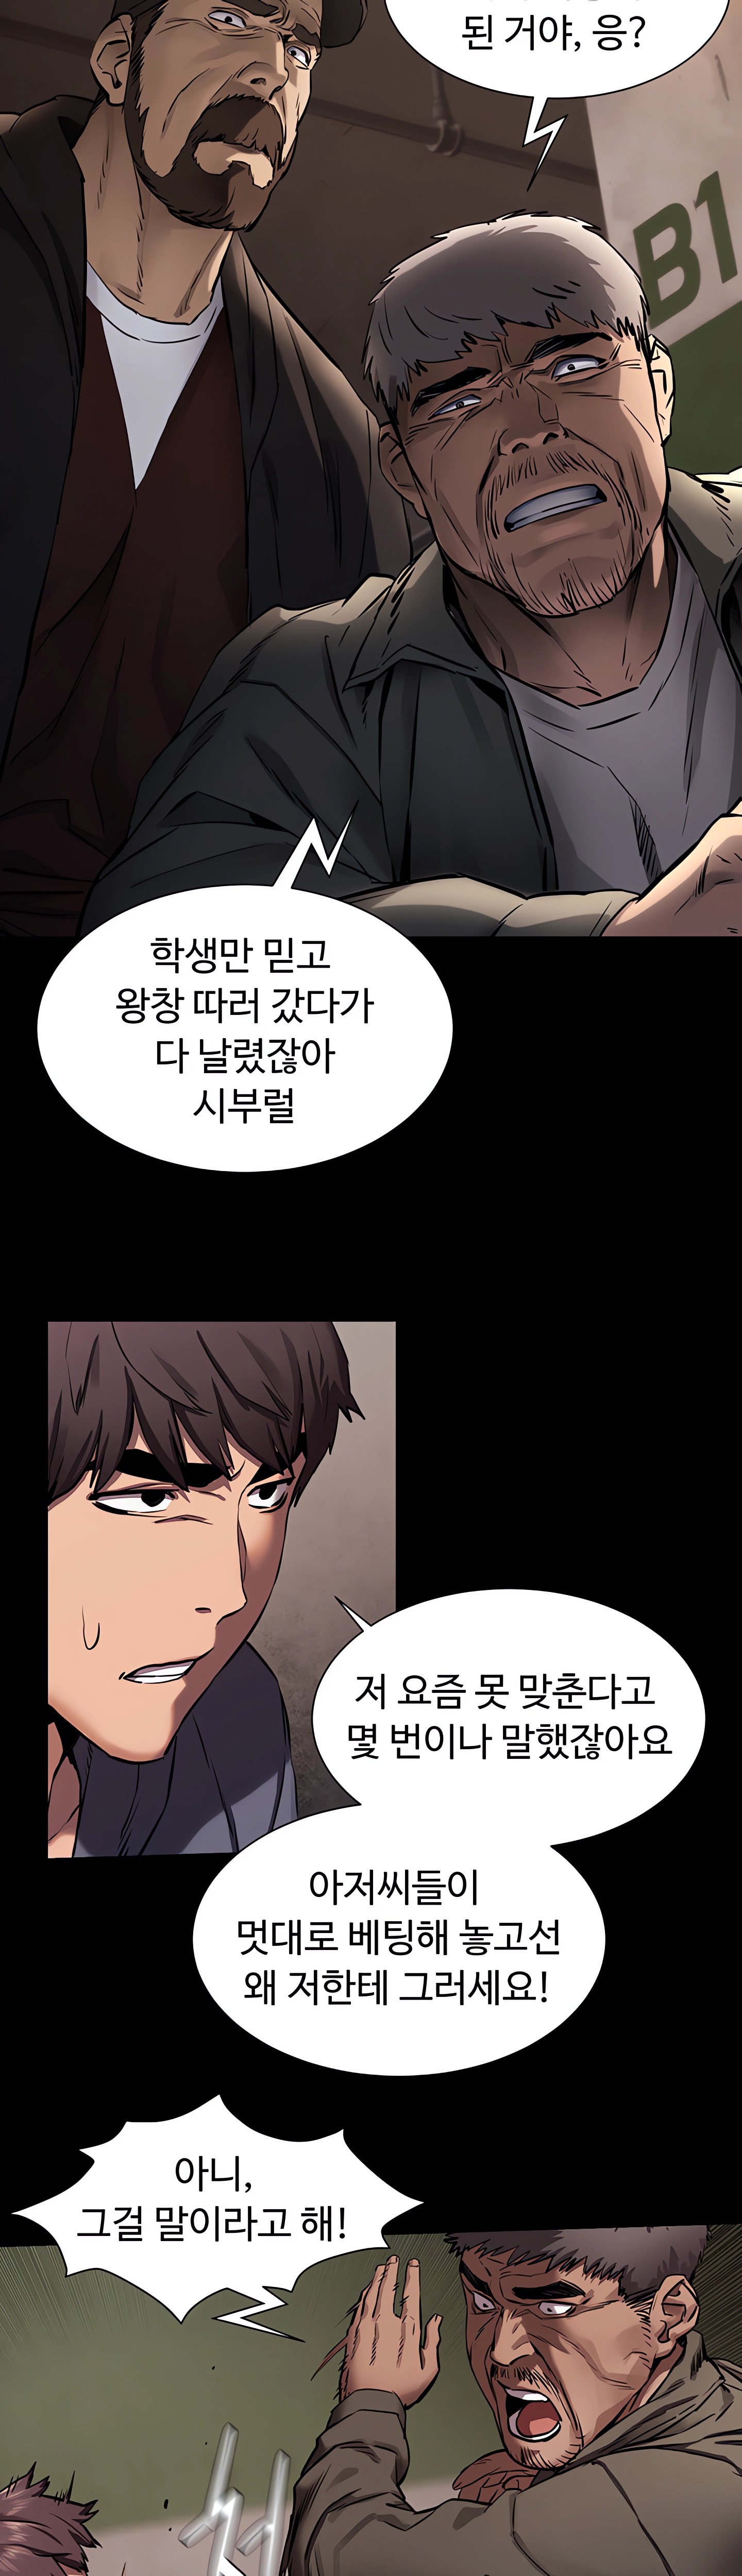 된 거야, 응?
B1
학생만 믿고
왕창 따러 갔다가
다 날렸잖아
시부럴
저 요즘 못 맞춘다고
몇 번이나 말했잖아요
아저씨들이
멋대로 베팅해 놓고선
왜 저한테 그러세요!
아니,
그걸 말이라고 해!